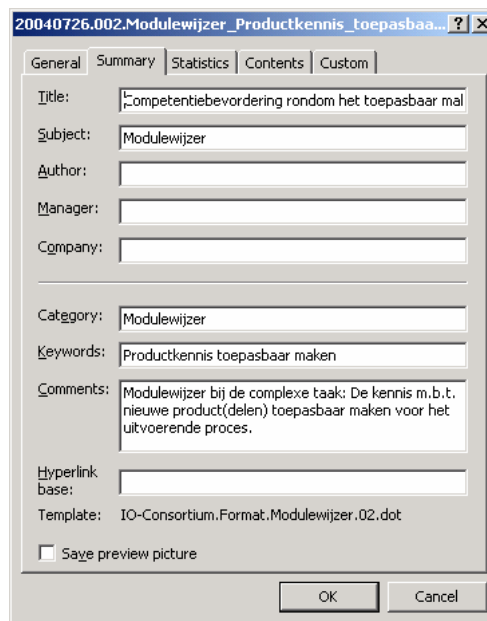 20040726.002.Modulewijzer_Productkennis_toepasbaa... ? X
General Summary Statistics Contents Custom
Title: Competentiebevordering rondom het toepasbaar mal
Subject: Modulewijzer
Author:
Manager:
Company:
Category: Modulewijzer
Keywords: Productkennis toepasbaar maken
Comments: Modulewijzer bij de complexe taak: De kennis m.b.t.
nieuwe product(delen) toepasbaar maken voor het
uitvoerende proces.
Hyperlink
base:
Template: IO-Consortium.Format.Modulewijzer.02.dot
Save preview picture
OK Cancel